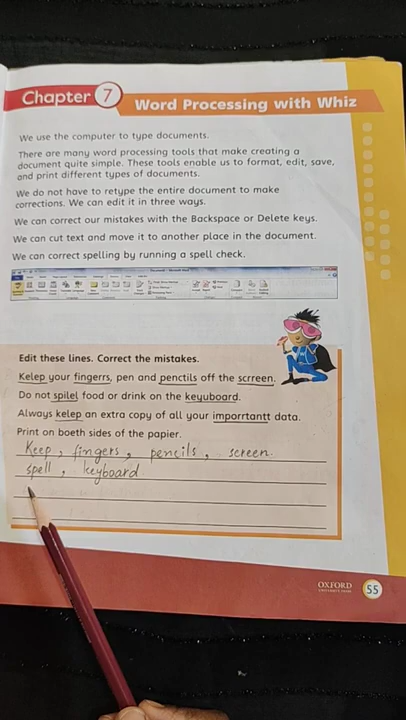 Chapter 7
Word Processing with Whiz
We use the computer to type documents.
There are many word processing tools that make creating a
document quite simple. These tools enable us to format, edit, save,
and print different types of documents.
We do not have to retype the entire document to make
corrections. We can edit it in three ways.
We can correct our mistakes with the Backspace or Delete keys.
We can cut text and move it to another place in the document.
We can correct spelling by running a spell check.
Edit these lines. Correct the mistakes.
Kelep your fingerrs, pen and penctils off the scrreen.
Do not spilel food or drink on the keyuboard.
Always kelep an extra copy of all your imporrtantt data.
Print on boeth sides of the papier.
Keep, fingers, pencils, screen.
spell, keyboard.
OXFORD
55